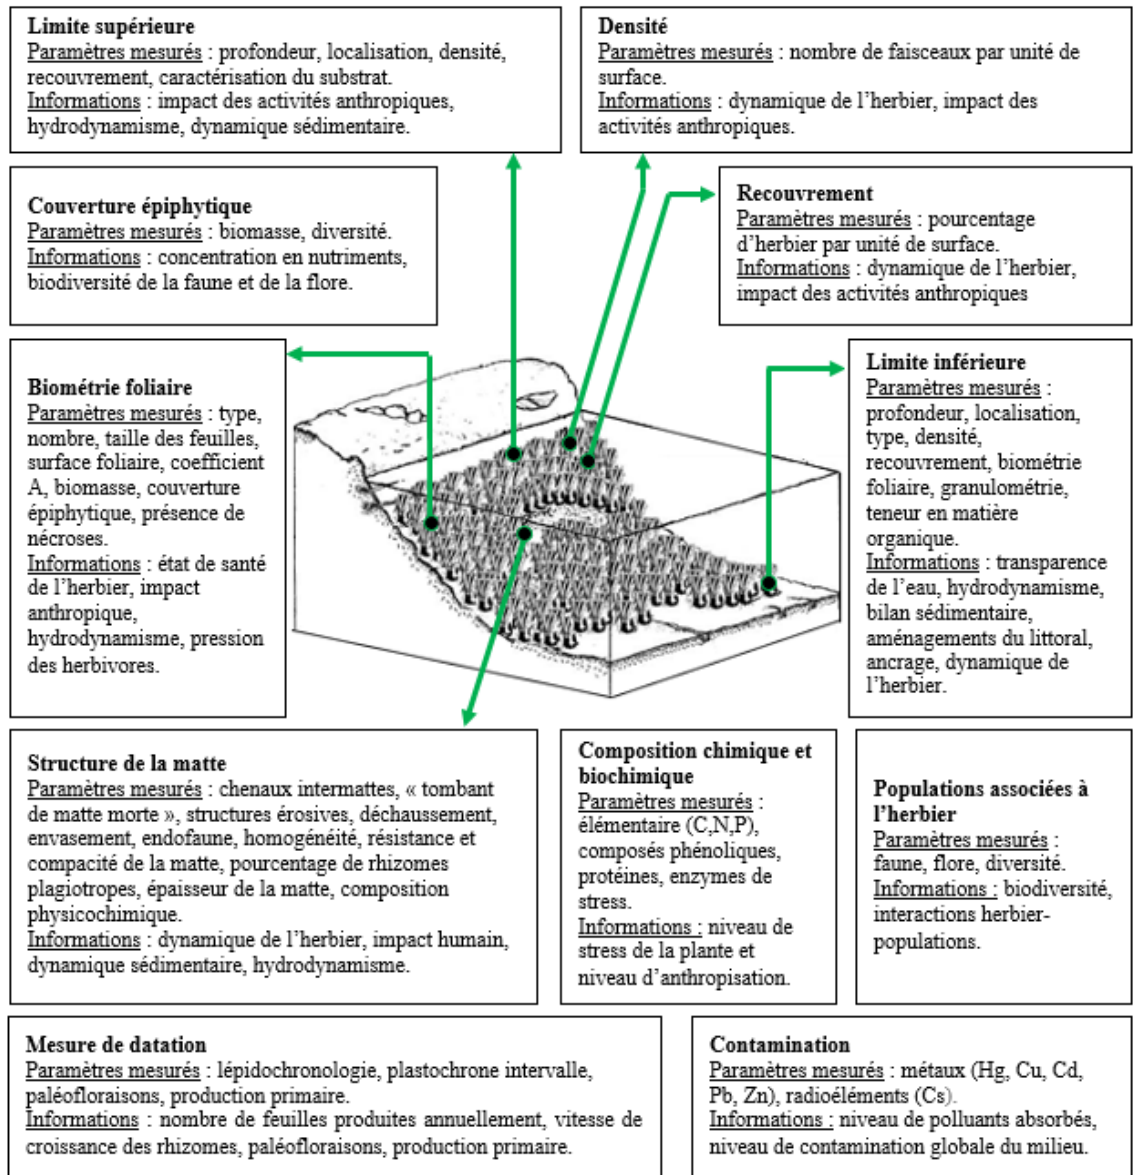 Limite supérieure
Paramètres mesurés : profondeur, localisation, densité,
recouvrement, caractérisation du substrat.
Informations : impact des activités anthropiques,
hydrodynamisme, dynamique sédimentaire.
Densité
Paramètres mesurés : nombre de faisceaux par unité de
surface.
Informations : dynamique de l’herbier, impact des
activités anthropiques.
Couverture épiphytique
Paramètres mesurés : biomasse, diversité.
Informations : concentration en nutriments,
biodiversité de la faune et de la flore.
Recouvrement
Paramètres mesurés : pourcentage
d’herbier par unité de surface.
Informations : dynamique de l’herbier,
impact des activités anthropiques
Biométrie foliaire
Paramètres mesurés : type,
nombre, taille des feuilles,
surface foliaire, coefficient
A, biomasse, couverture
épiphytique, présence de
nécroses.
Informations : état de santé
de l’herbier, impact
anthropique,
hydrodynamisme, pression
des herbivores.
Limite inférieure
Paramètres mesurés :
profondeur, localisation,
type, densité,
recouvrement, biométrie
foliaire, granulométrie,
teneur en matière
organique.
Informations : transparence
de l’eau, hydrodynamisme,
bilan sédimentaire,
aménagements du littoral,
ancrage, dynamique de
l’herbier.
Structure de la matte
Paramètres mesurés : chenaux intermattes, « tombant
de matte morte », structures érosives, déchaussement,
envasement, endofaune, homogénéité, résistance et
compacité de la matte, pourcentage de rhizomes
plagiotropes, épaisseur de la matte, composition
physicochimique.
Informations : dynamique de l’herbier, impact humain,
dynamique sédimentaire, hydrodynamisme.
Composition chimique et
biochimique
Paramètres mesurés :
élémentaire (C,N,P),
composés phénoliques,
protéines, enzymes de
stress.
Informations : niveau de
stress de la plante et
niveau d’anthropisation.
Populations associées à
l’herbier
Paramètres mesurés :
faune, flore, diversité.
Informations : biodiversité,
interactions herbier-
populations.
Mesure de datation
Paramètres mesurés : lépidochronologie, plastochrone intervalle,
paléofloraisons, production primaire.
Informations : nombre de feuilles produites annuellement, vitesse de
croissance des rhizomes, paléofloraisons, production primaire.
Contamination
Paramètres mesurés : métaux (Hg, Cu, Cd,
Pb, Zn), radioéléments (Cs).
Informations : niveau de polluants absorbés,
niveau de contamination globale du milieu.